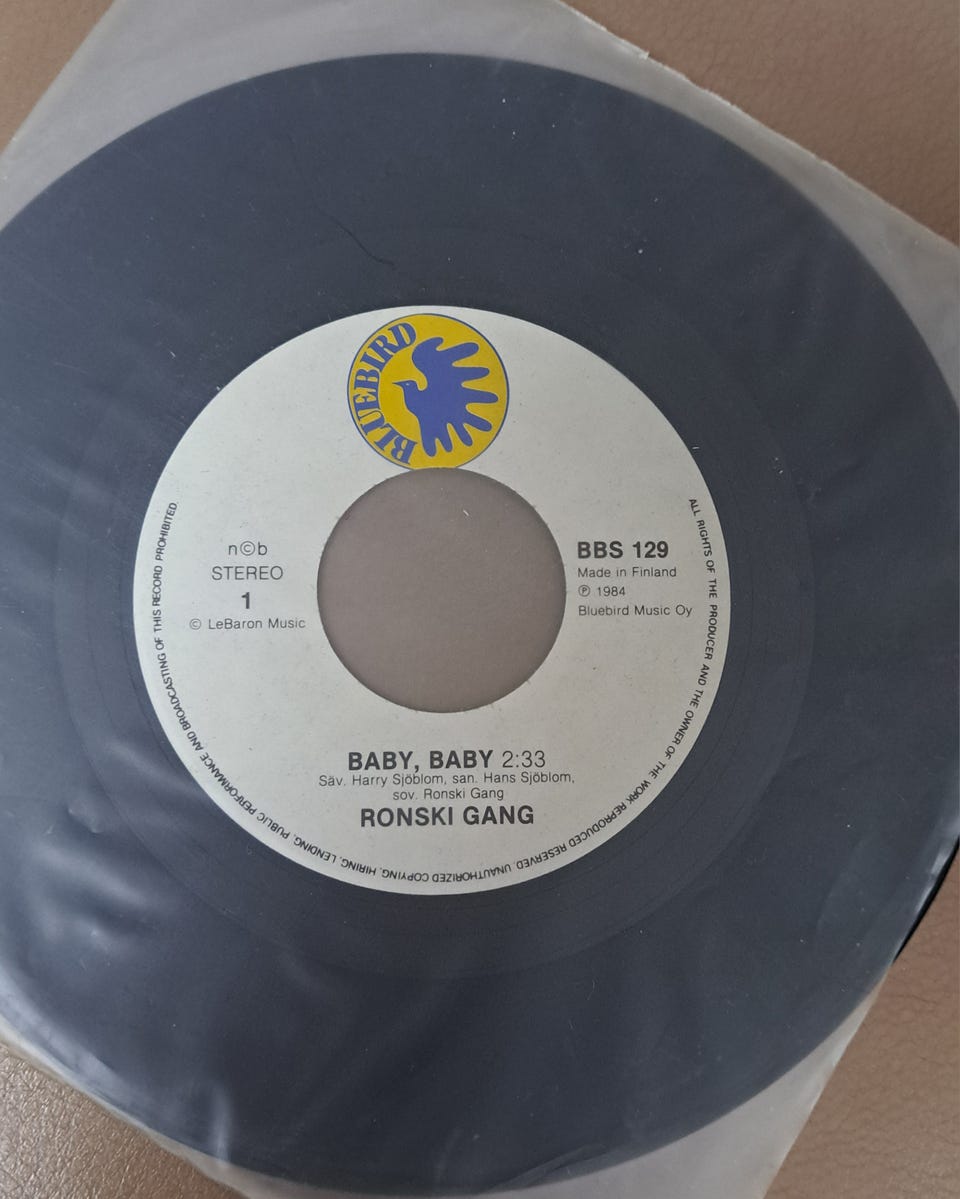 BLUEBIRD
n©b
STEREO
1
© LeBaron Music
BBS 129
Made in Finland
℗ 1984
Bluebird Music Oy
BABY, BABY 2:33
Säv. Harry Sjöblom, san. Hans Sjöblom,
sov. Ronski Gang
RONSKI GANG
ALL RIGHTS OF THE PRODUCER AND THE OWNER OF THE WORK REPRODUCED RESERVED. UNAUTHORIZED COPYING, HIRING, LENDING, PUBLIC PERFORMANCE AND BROADCASTING OF THIS RECORD PROHIBITED.